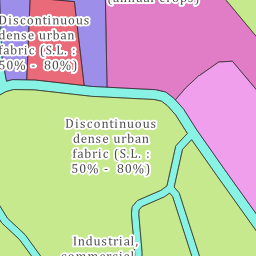 (annual crops)
Discontinuous
dense urban
fabric (S.L. :
50% - 80%)
Discontinuous
dense urban
fabric (S.L. :
50% - 80%)
Industrial,
commercial